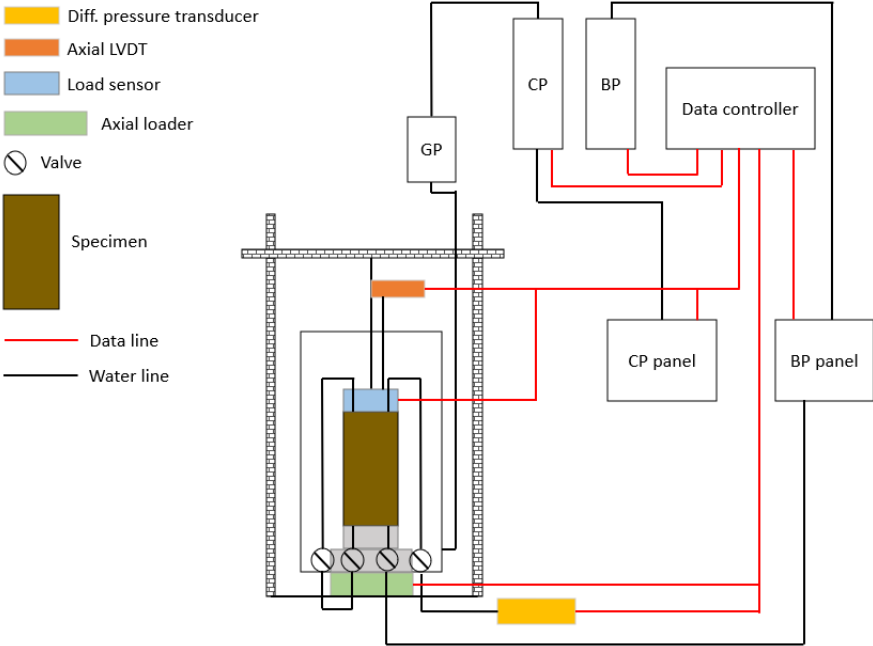 Diff. pressure transducer
Axial LVDT
Load sensor
Axial loader
Valve
Specimen
Data line
Water line
GP
CP
BP
Data controller
CP panel
BP panel